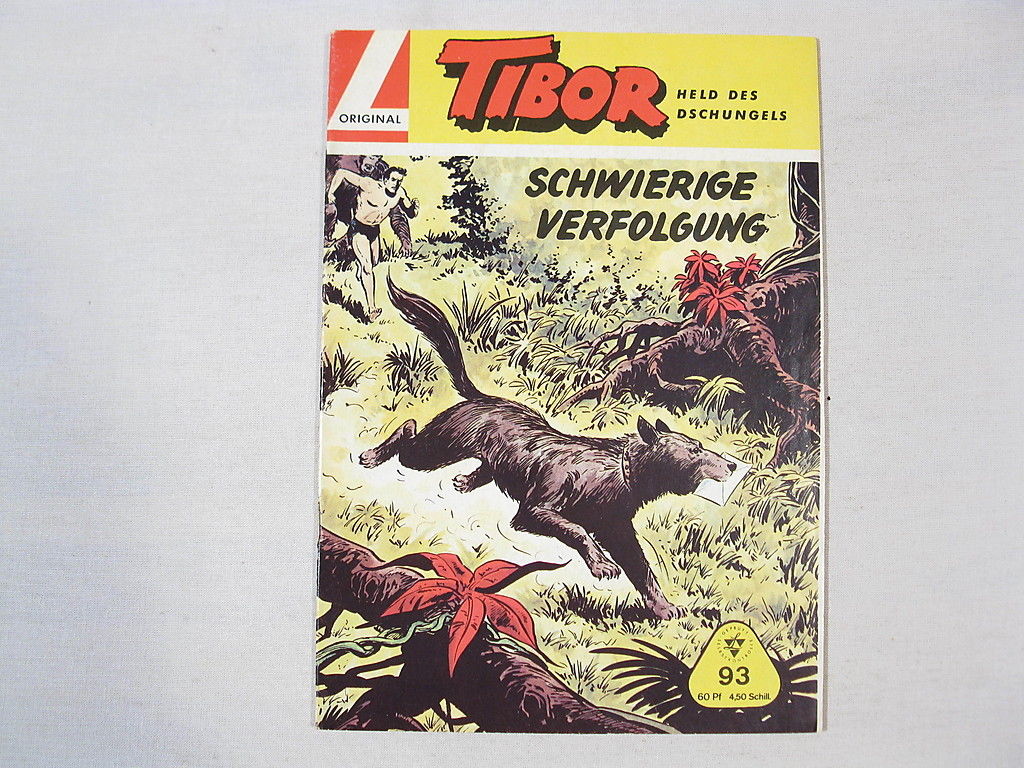 ORIGINAL
TIBOR
HELD DES
DSCHUNGELS
SCHWIERIGE
VERFOLGUNG
93
60 Pf 4,50 Schill.